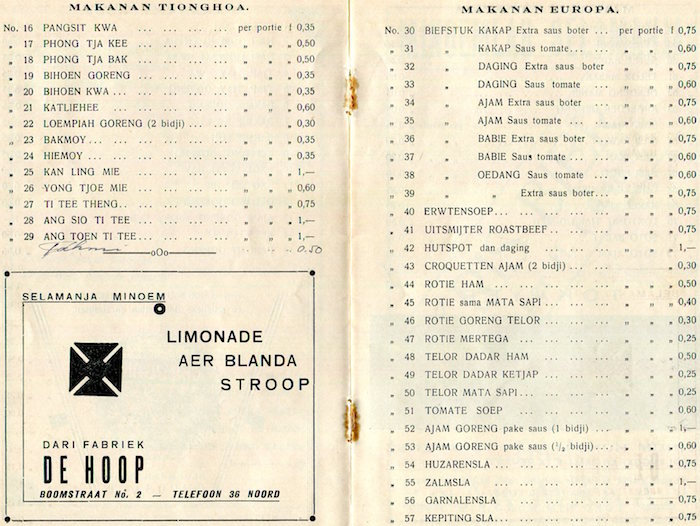 MAKANAN TIONGHOA.
No. 16 PANGSIT KWA ... ... ... per portie f 0,35
„ 17 PHONG TJA KEE ... ... ... „ „ „ 0,50
„ 18 PHONG TJA BAK ... ... ... „ „ „ 0,50
„ 19 BIHOEN GORENG ... ... ... „ „ „ 0,35
„ 20 BIHOEN KWA ... ... ... „ „ „ 0,35
„ 21 KATLIEHEE ... ... ... „ „ „ 0,60
„ 22 LOEMPIAH GORENG (2 bidji) ... ... ... „ 0,30
„ 23 BAKMOY ... ... ... „ „ „ 0,35
„ 24 HIEMOY ... ... ... „ „ „ 0,35
„ 25 KAN LING MIE ... ... ... „ „ „ 1,—
„ 26 YONG TJOE MIE ... ... ... „ „ „ 0,60
„ 27 TI TEE THENG ... ... ... „ „ „ 0,75
„ 28 ANG SIO TI TEE ... ... ... „ „ „ 1,—
„ 29 ANG TOEN TI TEE ... ... ... „ „ „ 1,—
——oOo—— 0.50
SELAMANJA MINOEM
LIMONADE
AER BLANDA
STROOP
DARI FABRIEK
DE HOOP
BOOMSTRAAT No. 2 — TELEFOON 36 NOORD
MAKANAN EUROPA.
No. 30 BIEFSTUK KAKAP Extra saus boter ... per portie f 0,75
„ 31 „ KAKAP Saus tomate ... ... „ „ „ 0,60
„ 32 „ DAGING Extra saus boter „ „ „ 0,75
„ 33 „ DAGING Saus tomate ... „ „ „ 0,60
„ 34 „ AJAM Extra saus boter ... „ „ „ 0,75
„ 35 „ AJAM Saus tomate ... ... „ „ „ 0,60
„ 36 „ BABIE Extra saus boter ... „ „ „ 0,75
„ 37 „ BABIE Saus tomate ... ... „ „ „ 0,60
„ 38 „ OEDANG Saus tomate ... „ „ „ 0,60
„ 39 „ „ Extra saus boter ... „ „ „ 0,75
„ 40 ERWTENSOEP ... ... ... „ „ „ 0,75
„ 41 UITSMIJTER ROASTBEEF ... ... „ „ „ 0,75
„ 42 HUTSPOT dan daging ... ... „ „ „ 1,—
„ 43 CROQUETTEN AJAM (2 bidji) ... ... „ 0,30
„ 44 ROTIE HAM ... ... ... „ „ „ 0,50
„ 45 ROTIE sama MATA SAPI ... ... „ „ „ 0,40
„ 46 ROTIE GORENG TELOR ... ... „ „ „ 0,30
„ 47 ROTIE MERTEGA ... ... „ „ „ 0,25
„ 48 TELOR DADAR HAM ... ... „ „ „ 0,50
„ 49 TELOR DADAR KETJAP ... ... „ „ „ 0,25
„ 50 TELOR MATA SAPI ... ... „ „ „ 0,25
„ 51 TOMATE SOEP ... ... „ „ „ 0.60
„ 52 AJAM GORENG pake saus (1 bidji) ... ... „ 1,—
„ 53 AJAM GORENG pake saus (1/2 bidji) ... ... „ 0,60
„ 54 HUZARENSLA ... ... ... „ „ „ 0,75
„ 55 ZALMSLA ... ... ... „ „ „ 1,—
„ 56 GARNALENSLA ... ... „ „ „ 0,75
„ 57 KEPITING SLA ... ... „ „ „ 0,75